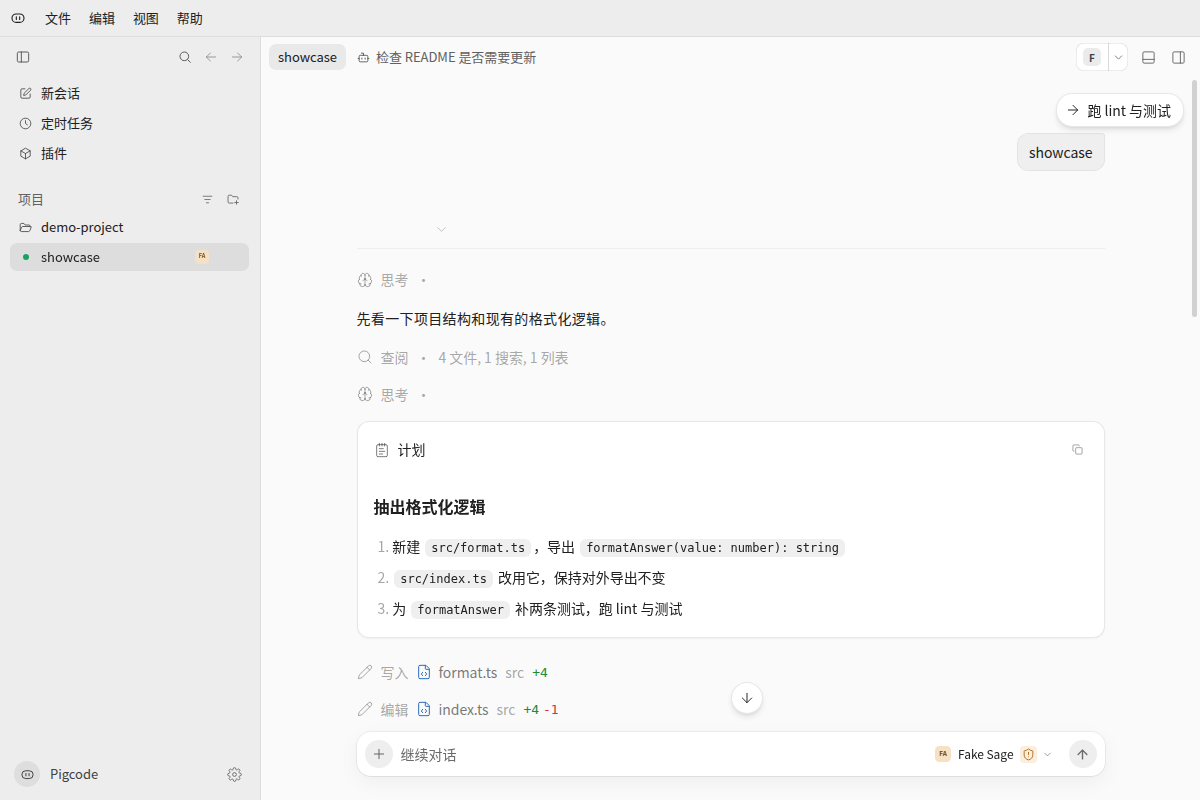 文件 编辑 视图 帮助
showcase 检查 README 是否需要更新 F
新会话
定时任务
插件
项目
demo-project
showcase FA
Pigcode
跑 lint 与测试
showcase
思考 •
先看一下项目结构和现有的格式化逻辑。
查阅 • 4 文件, 1 搜索, 1 列表
思考 •
计划
抽出格式化逻辑
1. 新建 src/format.ts ，导出 formatAnswer(value: number): string
2. src/index.ts 改用它，保持对外导出不变
3. 为 formatAnswer 补两条测试，跑 lint 与测试
写入 format.ts src +4
编辑 index.ts src +4 -1
继续对话 FA Fake Sage